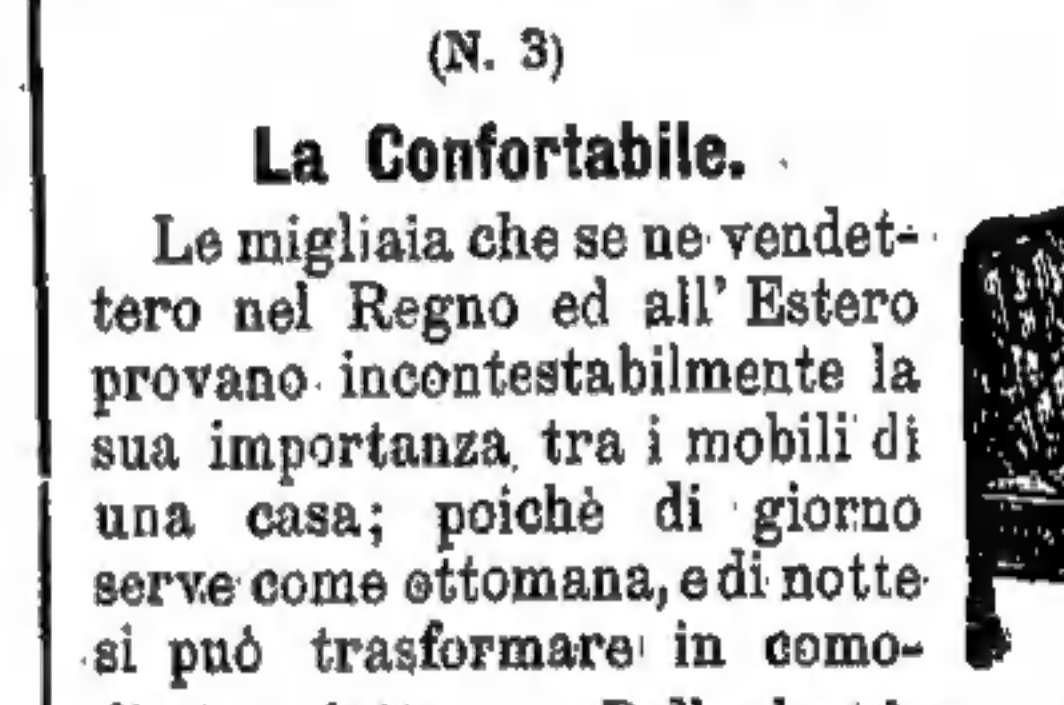 (N. 3)
La Confortabile.
Le migliaia che se ne vendet-
tero nel Regno ed all' Estero
provano incontestabilmente la
sua importanza tra i mobili di
una casa; poichè di giorno
serve come ottomana, e di notte
si può trasformare in como-